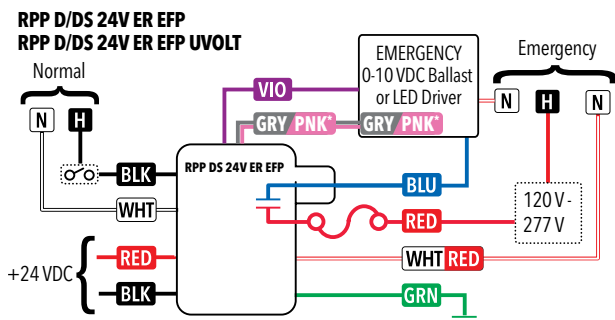 RPP D/DS 24V ER EFP
RPP D/DS 24V ER EFP UVOLT
Normal
EMERGENCY
0-10 VDC Ballast
or LED Driver
Emergency
N
H
VIO
N
H
N
GRY/PNK*
GRY/PNK*
BLK
RPP DS 24V ER EFP
BLU
120 V -
277 V
WHT
RED
+24 VDC
RED
WHT RED
BLK
GRN